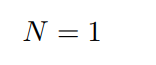 N = 1